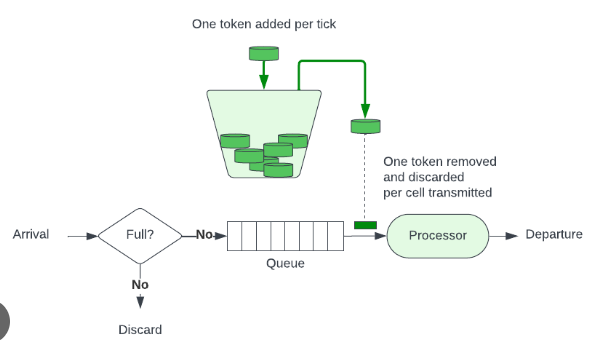 One token added per tick
One token removed
and discarded
per cell transmitted
Arrival
Full?
No
Processor
Departure
Queue
No
Discard